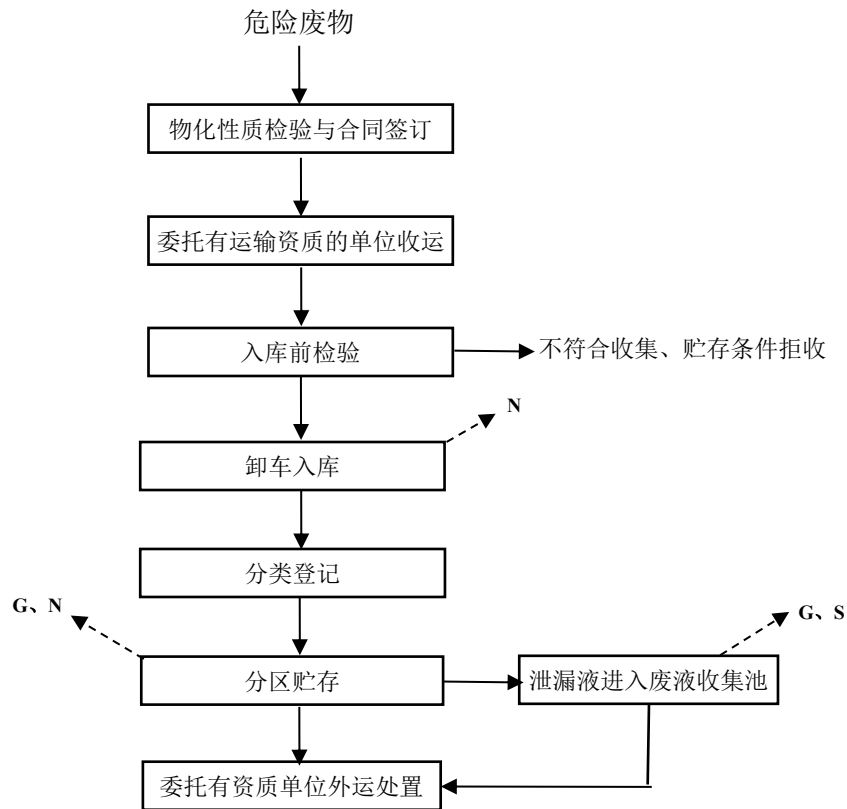 危险废物
物化性质检验与合同签订
委托有运输资质的单位收运
入库前检验
不符合收集、贮存条件拒收
N
卸车入库
分类登记
G、N
G、S
分区贮存
泄漏液进入废液收集池
委托有资质单位外运处置